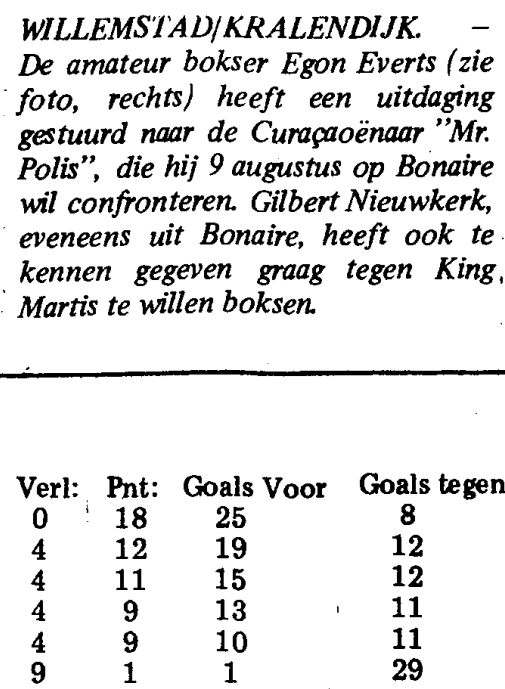 WILLEMSTAD/KRALENDIJK. –
De amateur bokser Egon Everts (zie
foto, rechts) heeft een uitdaging
gestuurd naar de Curaçaoënaar "Mr.
Polis", die hij 9 augustus op Bonaire
wil confronteren. Gilbert Nieuwkerk,
eveneens uit Bonaire, heeft ook te
kennen gegeven graag tegen King
Martis te willen boksen.
Verl: Pnt: Goals Voor Goals tegen
0 18 25 8
4 12 19 12
4 11 15 12
4 9 13 11
4 9 10 11
9 1 1 29